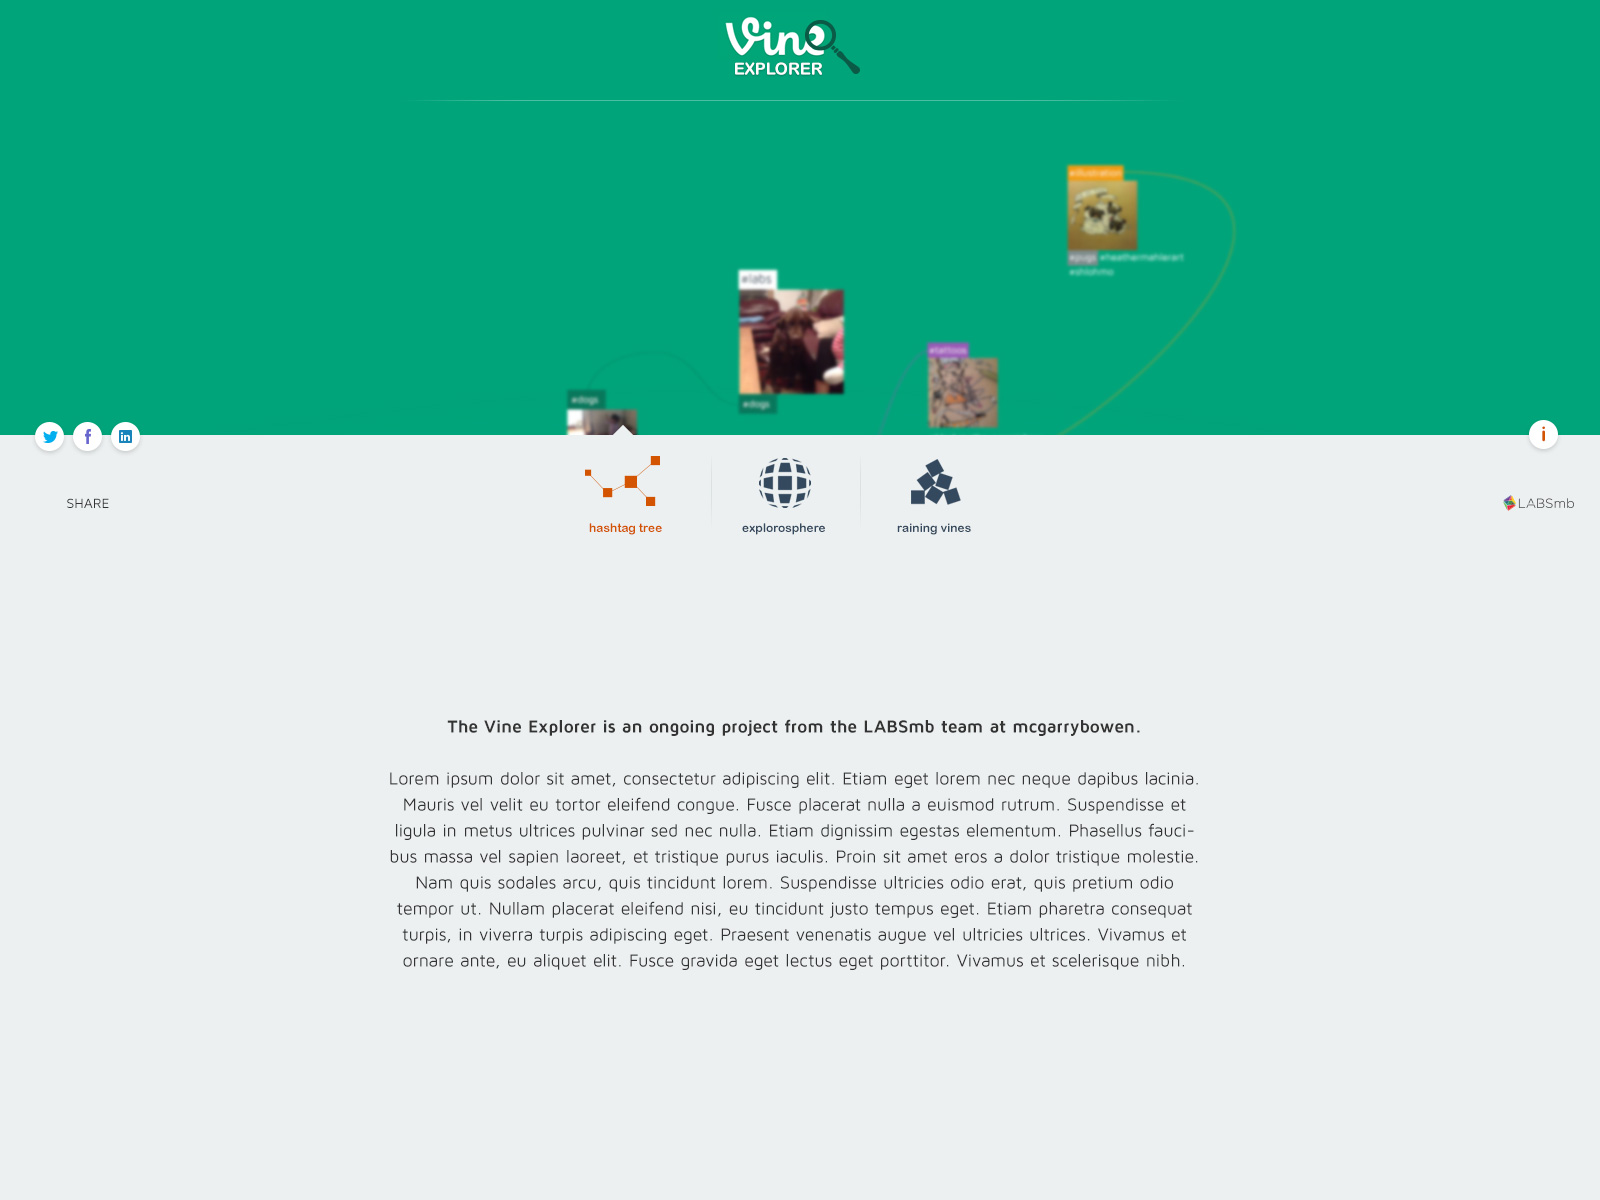 Vine
EXPLORER
#illustration
#pugs #heathermahlerart
#shlohmo
#labs
#tattoos
#dogs
#dogs
SHARE
hashtag tree
explorosphere
raining vines
LABSmb
The Vine Explorer is an ongoing project from the LABSmb team at mcgarrybowen.
Lorem ipsum dolor sit amet, consectetur adipiscing elit. Etiam eget lorem nec neque dapibus lacinia.
Mauris vel velit eu tortor eleifend congue. Fusce placerat nulla a euismod rutrum. Suspendisse et
ligula in metus ultrices pulvinar sed nec nulla. Etiam dignissim egestas elementum. Phasellus fauci-
bus massa vel sapien laoreet, et tristique purus iaculis. Proin sit amet eros a dolor tristique molestie.
Nam quis sodales arcu, quis tincidunt lorem. Suspendisse ultricies odio erat, quis pretium odio
tempor ut. Nullam placerat eleifend nisi, eu tincidunt justo tempus eget. Etiam pharetra consequat
turpis, in viverra turpis adipiscing eget. Praesent venenatis augue vel ultricies ultrices. Vivamus et
ornare ante, eu aliquet elit. Fusce gravida eget lectus eget porttitor. Vivamus et scelerisque nibh.